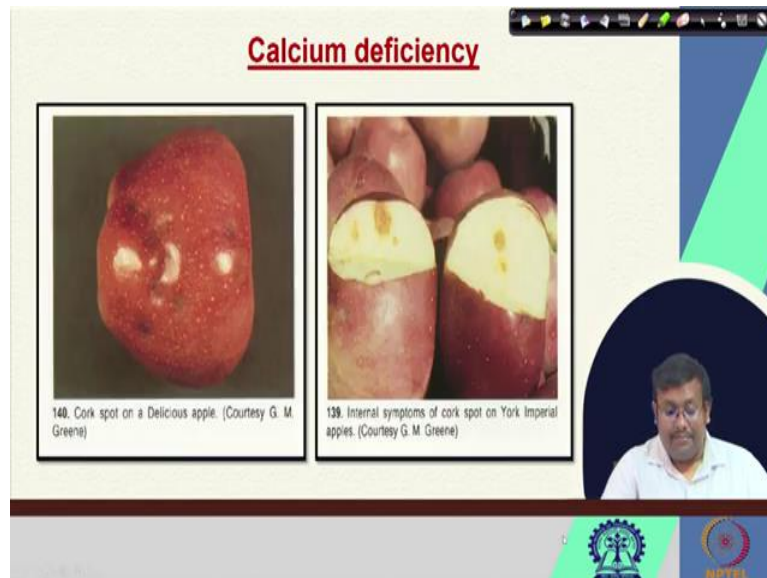 Calcium deficiency
140. Cork spot on a Delicious apple. (Courtesy G. M.
Greene)
139. Internal symptoms of cork spot on York Imperial
apples. (Courtesy G. M. Greene)
NPTEL